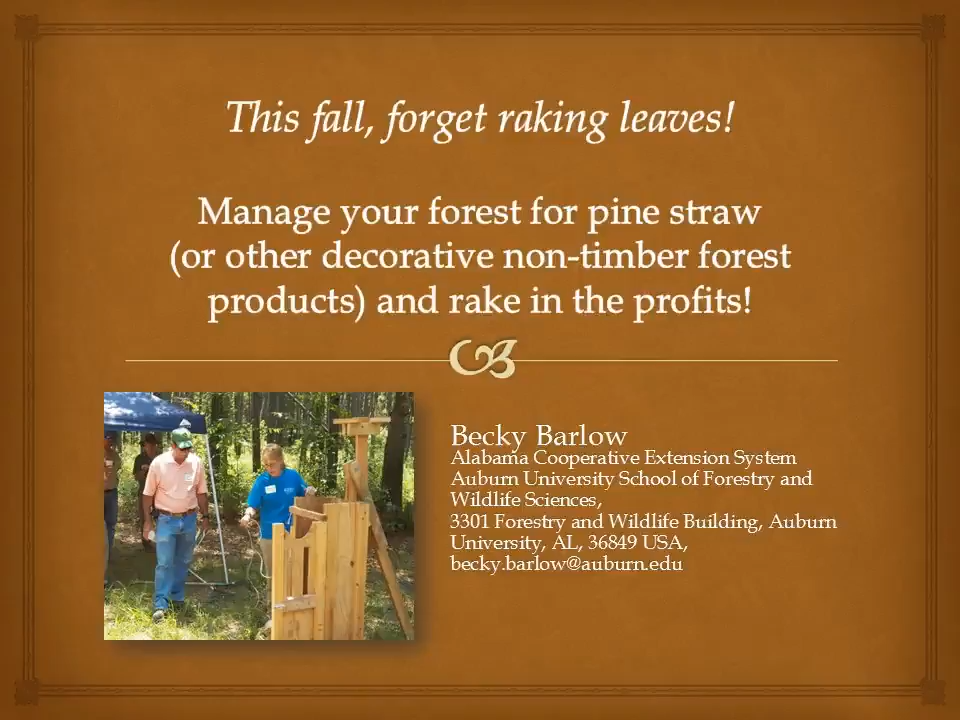 This fall, forget raking leaves!
Manage your forest for pine straw
(or other decorative non-timber forest
products) and rake in the profits!
Becky Barlow
Alabama Cooperative Extension System
Auburn University School of Forestry and
Wildlife Sciences,
3301 Forestry and Wildlife Building, Auburn
University, AL, 36849 USA,
becky.barlow@auburn.edu